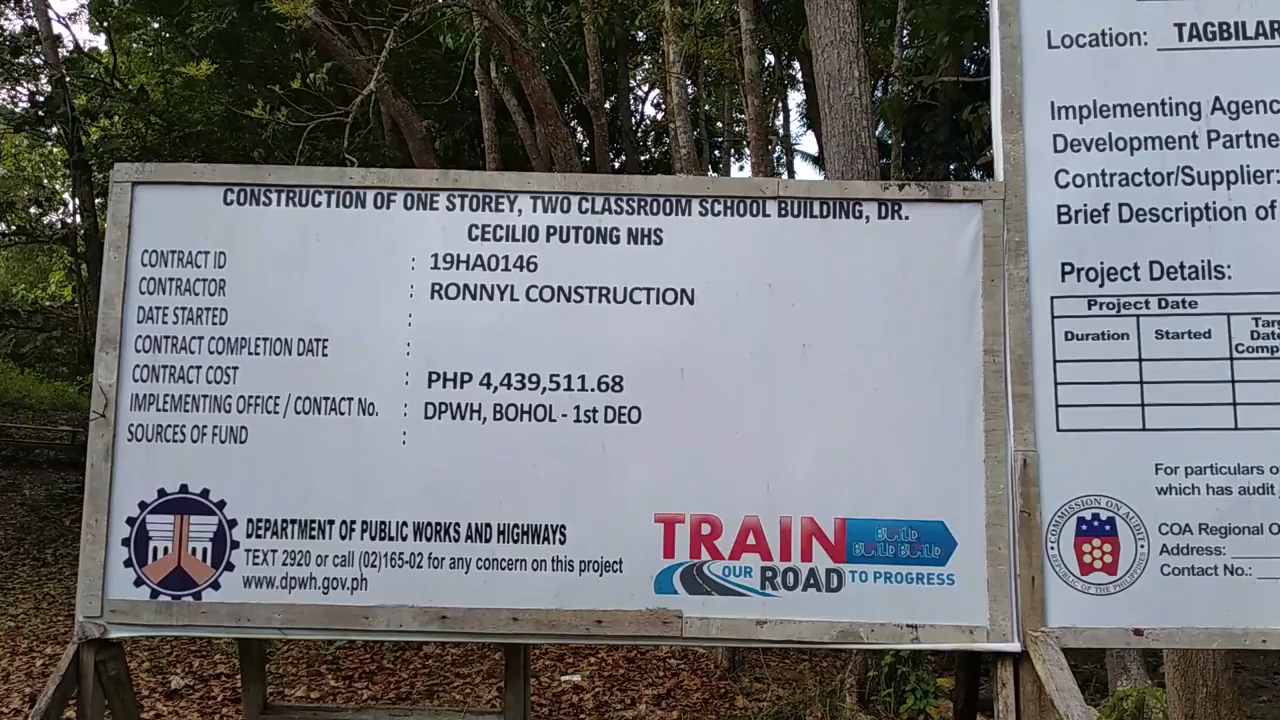 CONSTRUCTION OF ONE STOREY, TWO CLASSROOM SCHOOL BUILDING, DR.
CECILIO PUTONG NHS
CONTRACT ID : 19HA0146
CONTRACTOR : RONNYL CONSTRUCTION
DATE STARTED :
CONTRACT COMPLETION DATE :
CONTRACT COST : PHP 4,439,511.68
IMPLEMENTING OFFICE / CONTACT No. : DPWH, BOHOL - 1st DEO
SOURCES OF FUND :
DEPARTMENT OF PUBLIC WORKS AND HIGHWAYS
TEXT 2920 or call (02)165-02 for any concern on this project
www.dpwh.gov.ph
TRAIN
BUILD
BUILD BUILD
OUR ROAD TO PROGRESS
Location: TAGBILAR
Implementing Agenc
Development Partne
Contractor/Supplier:
Brief Description of
Project Details:
Project Date
Duration Started Targ
Date
Comp
For particulars o
which has audit
COMMISSION ON AUDIT
REPUBLIC OF THE PHILIPPINES
COA Regional O
Address:
Contact No.: